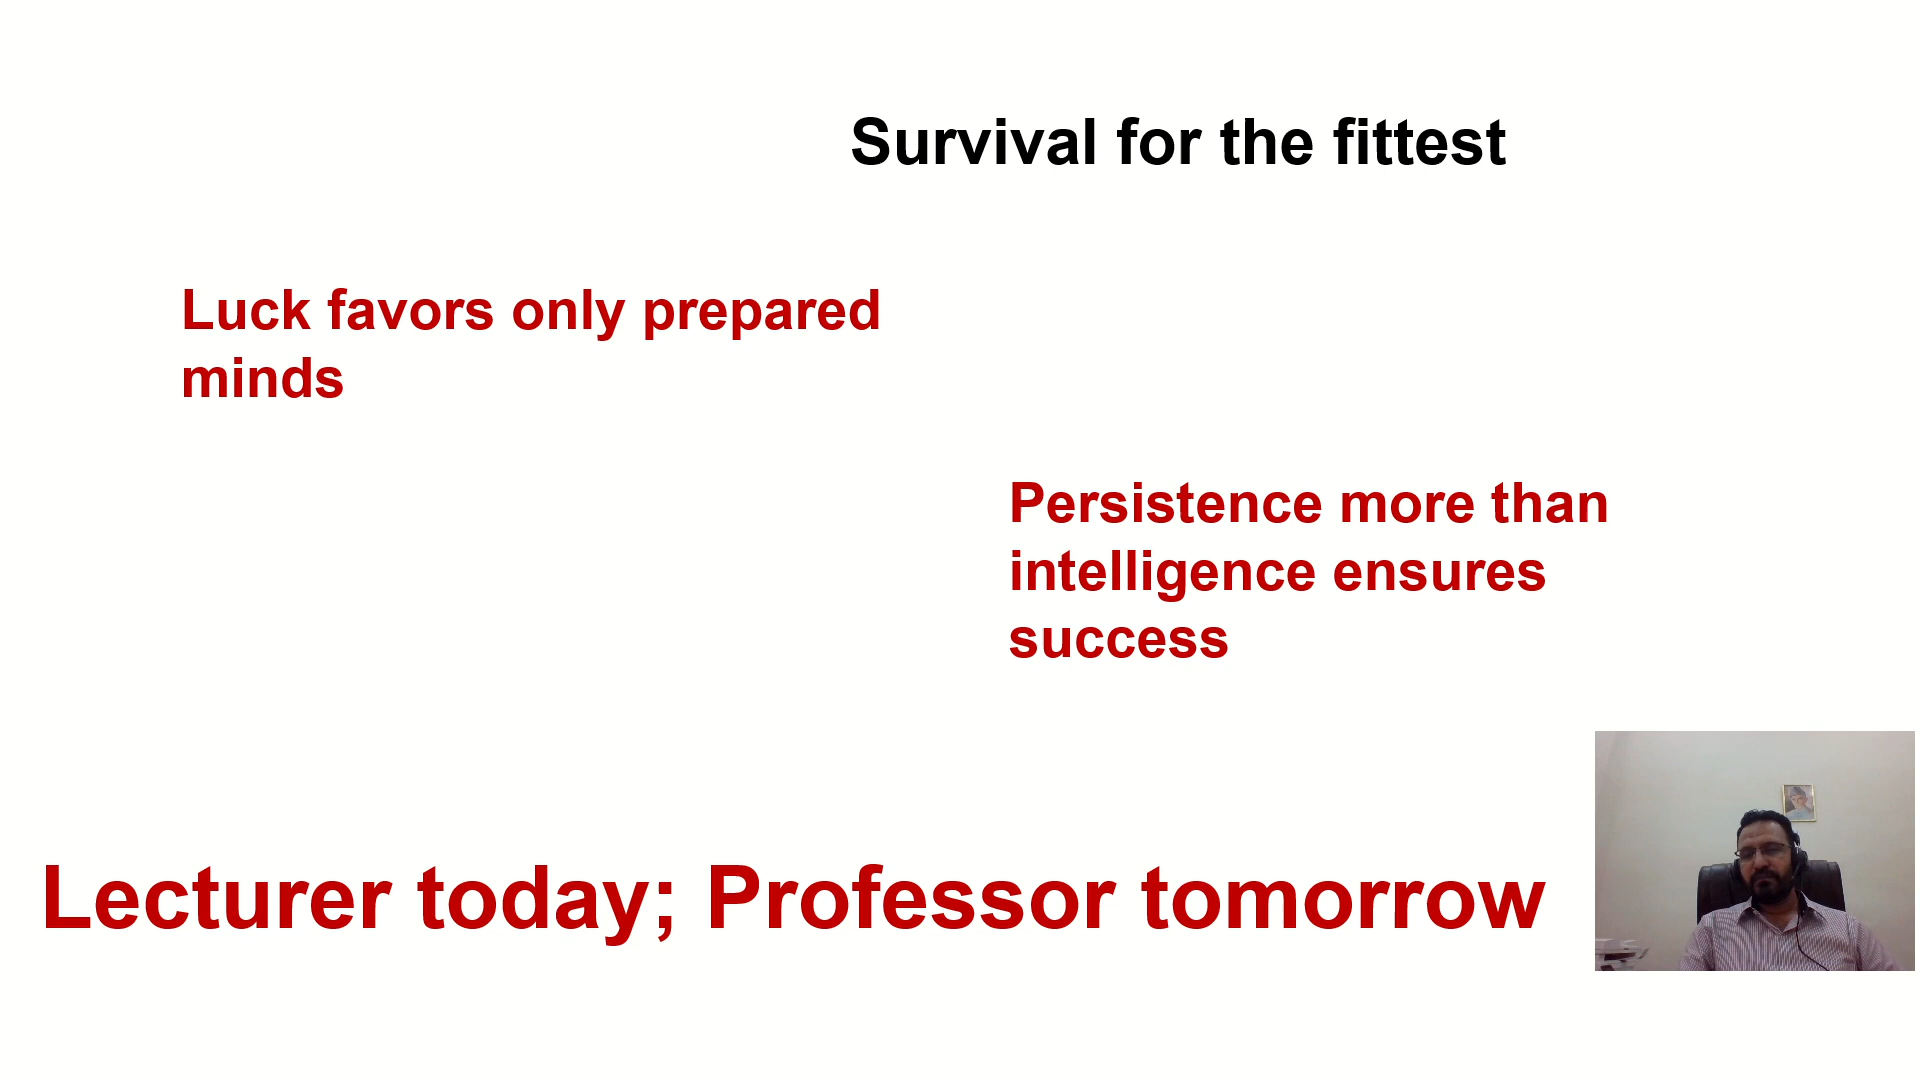 Survival for the fittest
Luck favors only prepared
minds
Persistence more than
intelligence ensures
success
Lecturer today; Professor tomorrow